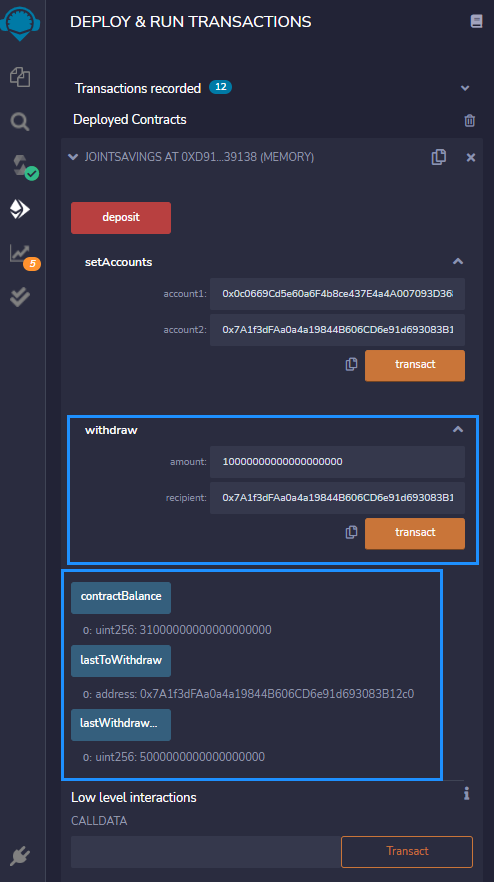 DEPLOY & RUN TRANSACTIONS
Transactions recorded 12
Deployed Contracts
JOINTSAVINGS AT 0XD91...39138 (MEMORY)
5
deposit
setAccounts
account1: 0x0c0669Cd5e60a6F4b8ce437E4a4A007093D368
account2: 0x7A1f3dFAa0a4a19844B606CD6e91d693083B1
transact
withdraw
amount: 10000000000000000000
recipient: 0x7A1f3dFAa0a4a19844B606CD6e91d693083B1
transact
contractBalance
0: uint256: 31000000000000000000
lastToWithdraw
0: address: 0x7A1f3dFAa0a4a19844B606CD6e91d693083B12c0
lastWithdraw...
0: uint256: 5000000000000000000
Low level interactions
CALLDATA
Transact